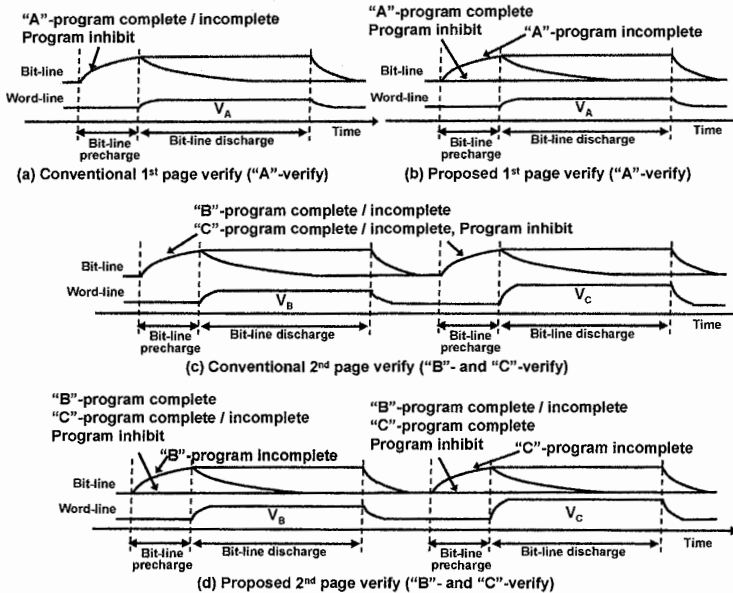 "A"-program complete / incomplete
Program inhibit
Bit-line
Word-line
V_A
Bit-line precharge
Bit-line discharge
Time
(a) Conventional 1st page verify ("A"-verify)
"A"-program complete
Program inhibit
"A"-program incomplete
Bit-line
Word-line
V_A
Bit-line precharge
Bit-line discharge
Time
(b) Proposed 1st page verify ("A"-verify)
"B"-program complete / incomplete
"C"-program complete / incomplete, Program inhibit
Bit-line
Word-line
V_B
V_C
Bit-line precharge
Bit-line discharge
Bit-line precharge
Bit-line discharge
Time
(c) Conventional 2nd page verify ("B"- and "C"-verify)
"B"-program complete
"C"-program complete / incomplete
Program inhibit
"B"-program incomplete
"B"-program complete / incomplete
"C"-program complete
Program inhibit
"C"-program incomplete
Bit-line
Word-line
V_B
V_C
Bit-line precharge
Bit-line discharge
Bit-line precharge
Bit-line discharge
Time
(d) Proposed 2nd page verify ("B"- and "C"-verify)